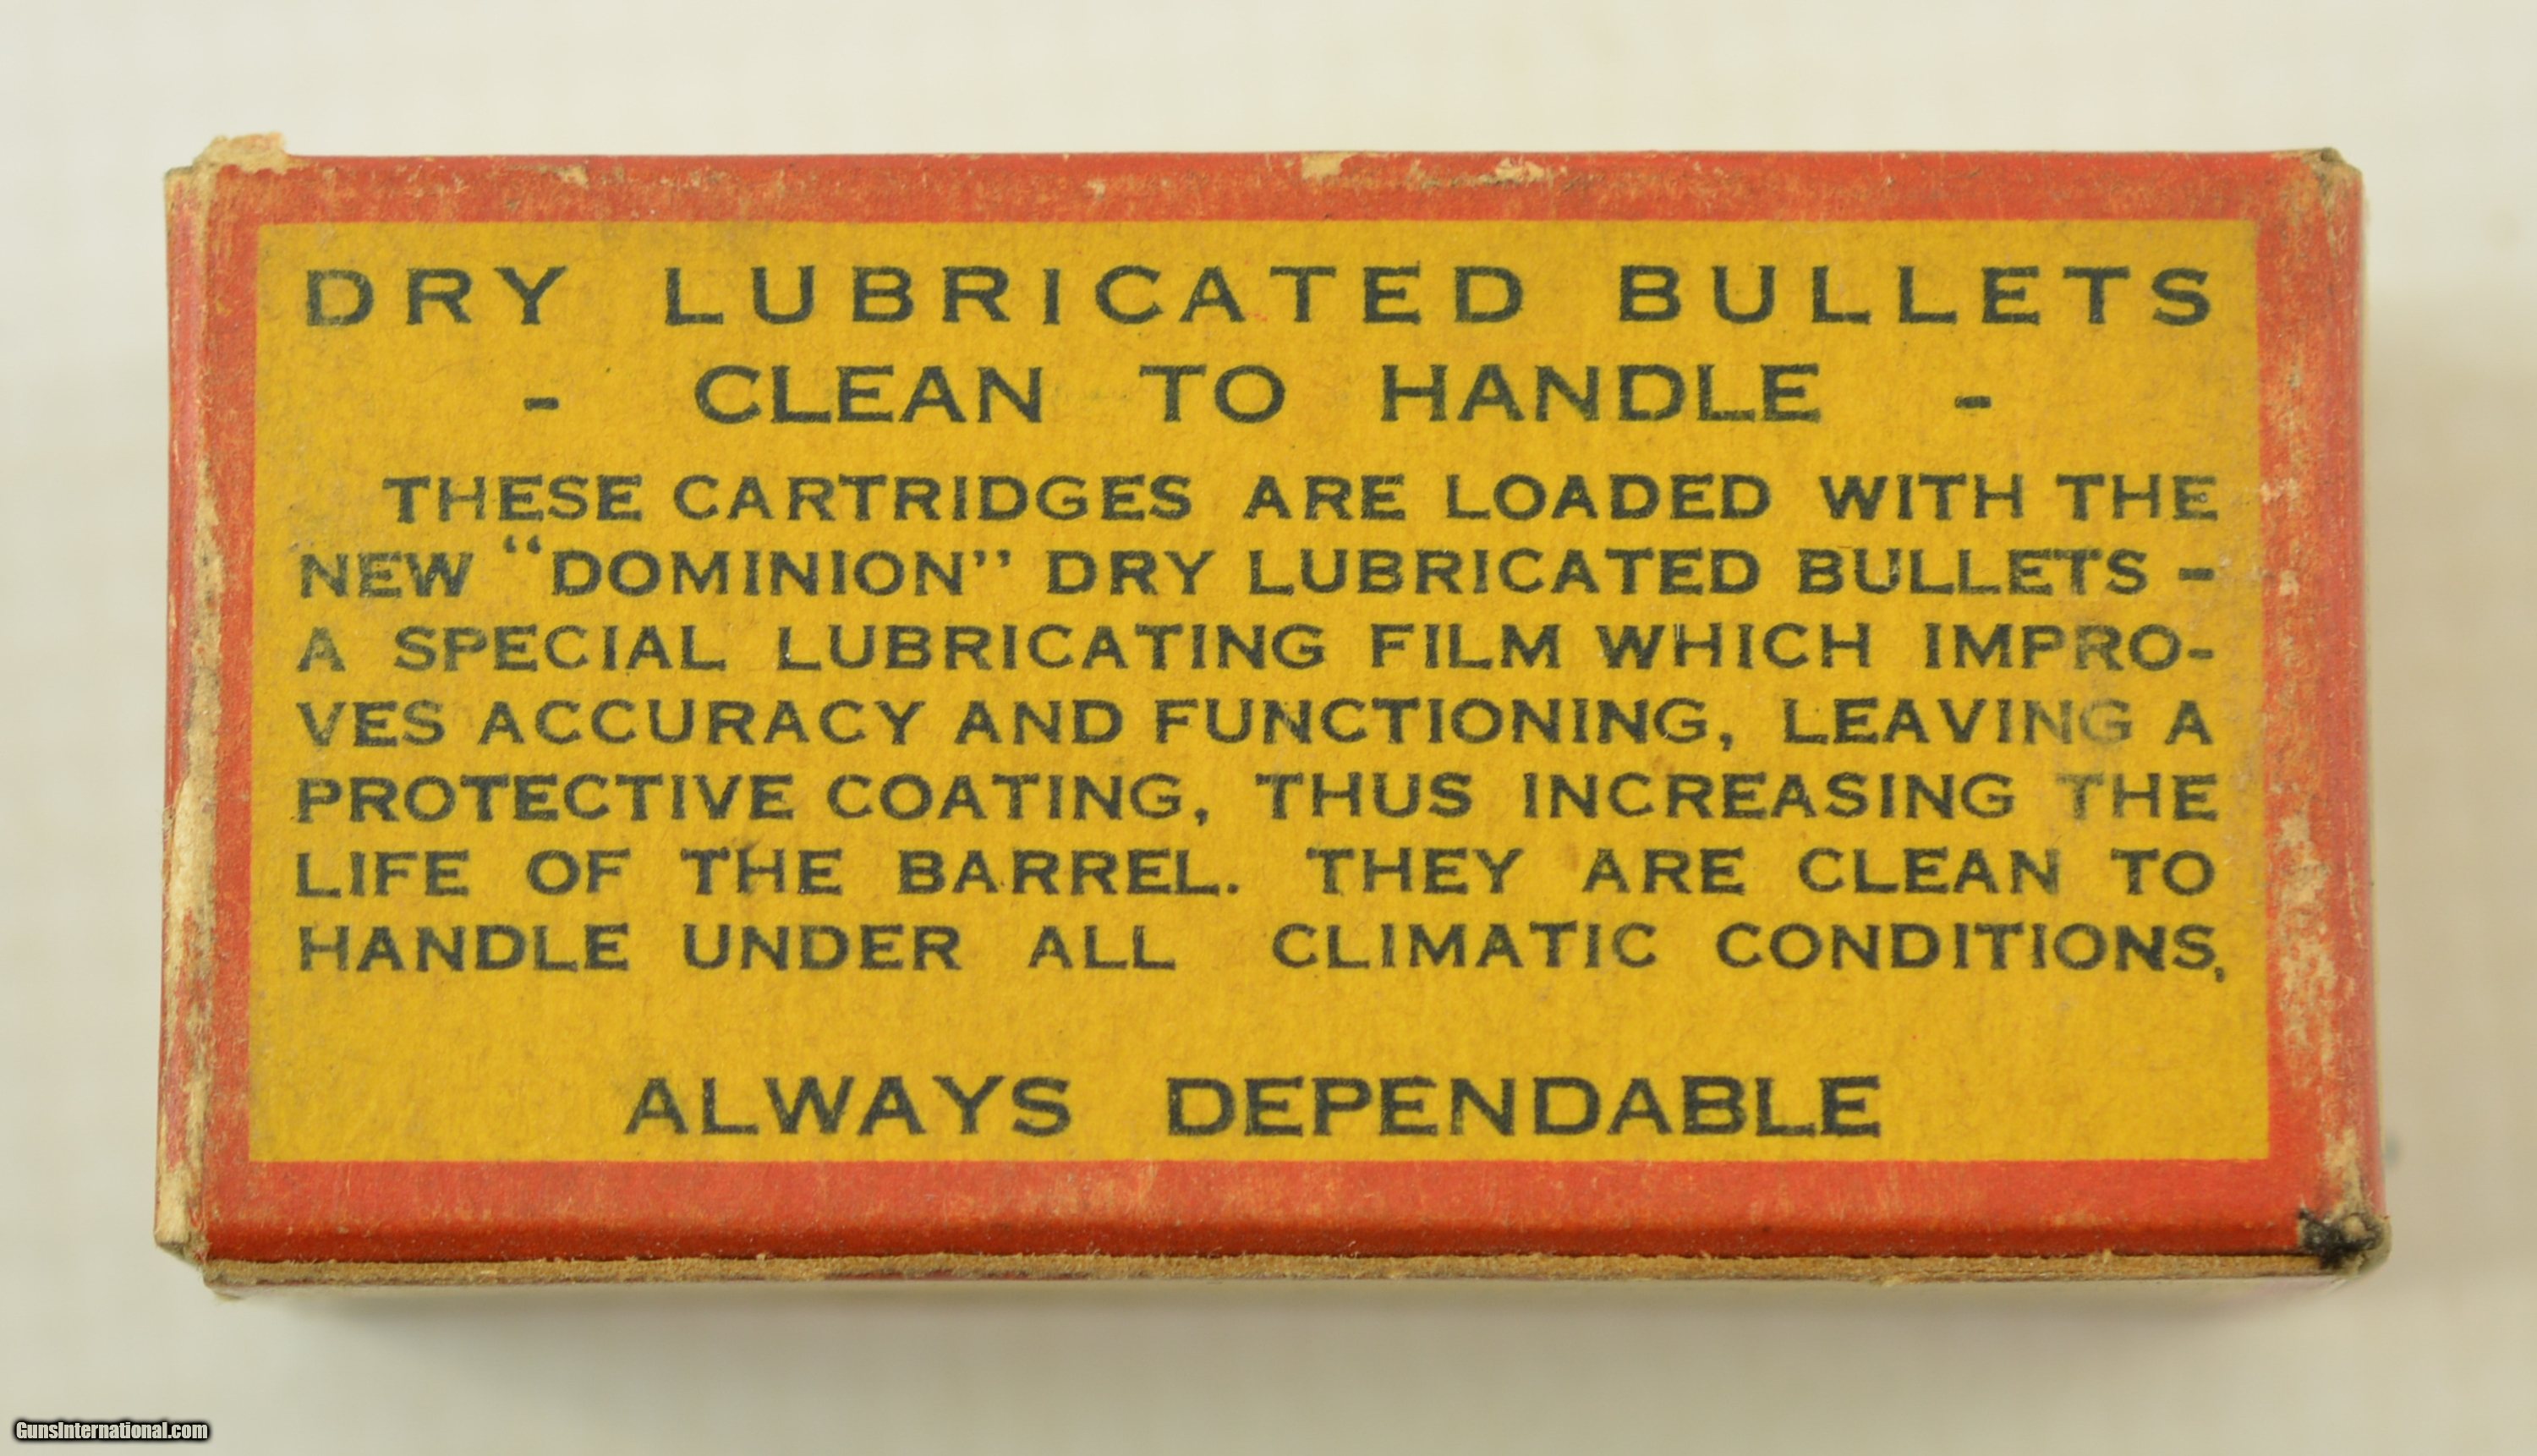 DRY LUBRICATED BULLETS
- CLEAN TO HANDLE -
THESE CARTRIDGES ARE LOADED WITH THE
NEW "DOMINION" DRY LUBRICATED BULLETS -
A SPECIAL LUBRICATING FILM WHICH IMPRO-
VES ACCURACY AND FUNCTIONING, LEAVING A
PROTECTIVE COATING, THUS INCREASING THE
LIFE OF THE BARREL. THEY ARE CLEAN TO
HANDLE UNDER ALL CLIMATIC CONDITIONS,
ALWAYS DEPENDABLE
GunsInternational.com